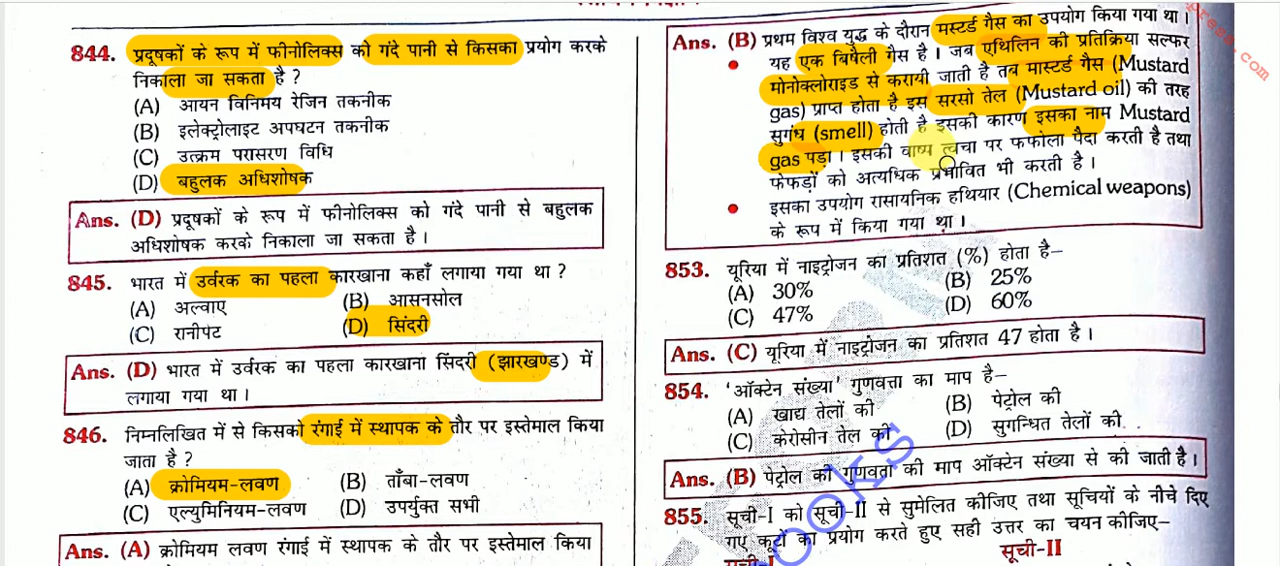 844. प्रदूषकों के रूप में फीनोलिक्स को गंदे पानी से किसका प्रयोग करके
निकाला जा सकता है ?
(A) आयन विनिमय रेजिन तकनीक
(B) इलेक्ट्रोलाइट अपघटन तकनीक
(C) उत्क्रम परासरण विधि
(D) बहुलक अधिशोषक
Ans. (D) प्रदूषकों के रूप में फीनोलिक्स को गंदे पानी से बहुलक
अधिशोषक करके निकाला जा सकता है।
845. भारत में उर्वरक का पहला कारखाना कहाँ लगाया गया था ?
(A) अल्वाए (B) आसनसोल
(C) रानीपेट (D) सिंदरी
Ans. (D) भारत में उर्वरक का पहला कारखाना सिंदरी (झारखण्ड) में
लगाया गया था।
846. निम्नलिखित में से किसको रंगाई में स्थापक के तौर पर इस्तेमाल किया
जाता है ?
(A) क्रोमियम-लवण (B) ताँबा-लवण
(C) एल्युमिनियम-लवण (D) उपर्युक्त सभी
Ans. (A) क्रोमियम लवण रंगाई में स्थापक के तौर पर इस्तेमाल किया
Ans. (B) प्रथम विश्व युद्ध के दौरान मस्टर्ड गैस का उपयोग किया गया था।
• यह एक विषैली गैस है। जब एथिलिन की प्रतिक्रिया सल्फर
मोनोक्लोराइड से करायी जाती है तब मास्टर्ड गैस (Mustard
gas) प्राप्त होता है इस सरसो तेल (Mustard oil) की तरह
सुगंध (smell) होती है इसकी कारण इसका नाम Mustard
gas पड़ा। इसकी वाष्प त्वचा पर फफोला पैदा करती है तथा
फेफड़ों को अत्यधिक प्रभावित भी करती है।
• इसका उपयोग रासायनिक हथियार (Chemical weapons)
के रूप में किया गया था।
853. यूरिया में नाइट्रोजन का प्रतिशत (%) होता है–
(A) 30% (B) 25%
(C) 47% (D) 60%
Ans. (C) यूरिया में नाइट्रोजन का प्रतिशत 47 होता है।
854. 'ऑक्टेन संख्या' गुणवत्ता का माप है–
(A) खाद्य तेलों की (B) पेट्रोल की
(C) केरोसीन तेल की (D) सुगन्धित तेलों की
Ans. (B) पेट्रोल की गुणवता की माप ऑक्टेन संख्या से की जाती है।
855. सूची-I को सूची-II से सुमेलित कीजिए तथा सूचियों के नीचे दिए
गए कूटों का प्रयोग करते हुए सही उत्तर का चयन कीजिए–
सूची-I सूची-II
OOKS